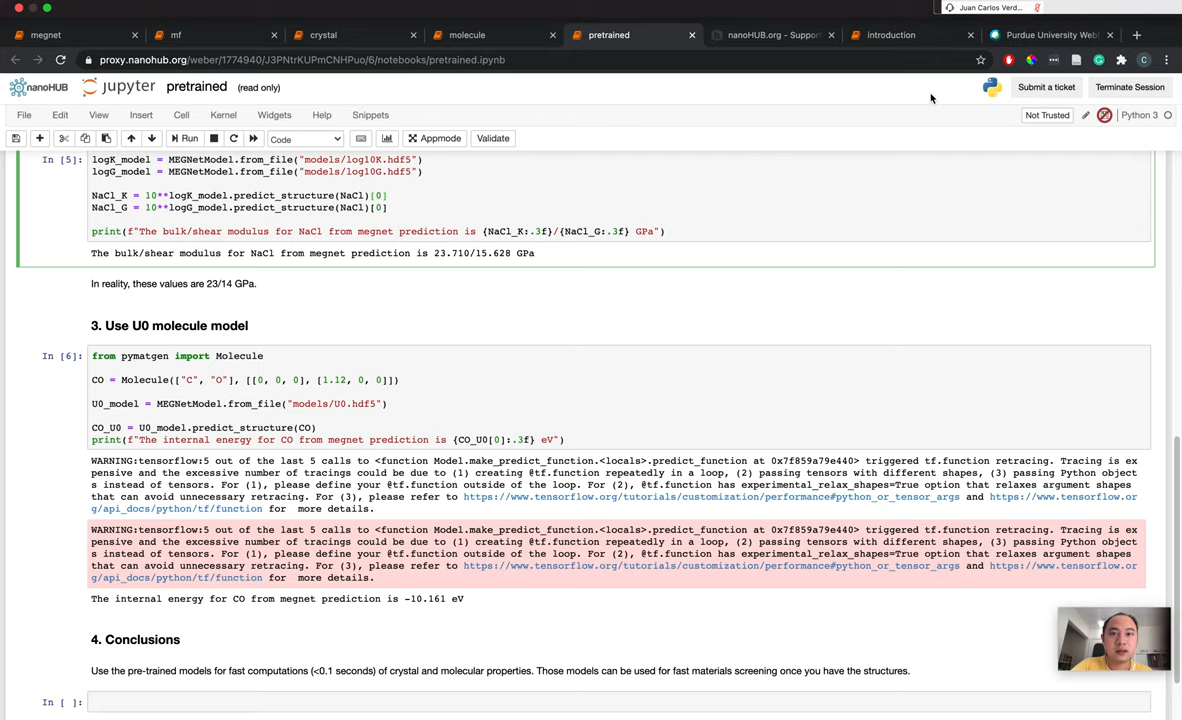 Juan Carlos Verd...
megnet
mf
crystal
molecule
pretrained
nanoHUB.org - Support
introduction
Purdue University Web
proxy.nanohub.org/weber/1774940/J3PNtrKUPmCNHPuo/6/notebooks/pretrained.ipynb
C
nanoHUB
jupyter
pretrained
(read only)
Submit a ticket
Terminate Session
File
Edit
View
Insert
Cell
Kernel
Widgets
Help
Snippets
Not Trusted
Python 3
Run
Code
Appmode
Validate
In [5]:
logK_model = MEGNetModel.from_file("models/log10K.hdf5")
logG_model = MEGNetModel.from_file("models/log10G.hdf5")
NaCl_K = 10**logK_model.predict_structure(NaCl)[0]
NaCl_G = 10**logG_model.predict_structure(NaCl)[0]
print(f"The bulk/shear modulus for NaCl from megnet prediction is {NaCl_K:.3f}/{NaCl_G:.3f} GPa")
The bulk/shear modulus for NaCl from megnet prediction is 23.710/15.628 GPa
In reality, these values are 23/14 GPa.
3. Use U0 molecule model
In [6]:
from pymatgen import Molecule
CO = Molecule(["C", "O"], [[0, 0, 0], [1.12, 0, 0]])
U0_model = MEGNetModel.from_file("models/U0.hdf5")
CO_U0 = U0_model.predict_structure(CO)
print(f"The internal energy for CO from megnet prediction is {CO_U0[0]:.3f} eV")
WARNING:tensorflow:5 out of the last 5 calls to <function Model.make_predict_function.<locals>.predict_function at 0x7f859a79e440> triggered tf.function retracing. Tracing is ex
pensive and the excessive number of tracings could be due to (1) creating @tf.function repeatedly in a loop, (2) passing tensors with different shapes, (3) passing Python object
s instead of tensors. For (1), please define your @tf.function outside of the loop. For (2), @tf.function has experimental_relax_shapes=True option that relaxes argument shapes
that can avoid unnecessary retracing. For (3), please refer to https://www.tensorflow.org/tutorials/customization/performance#python_or_tensor_args and https://www.tensorflow.or
g/api_docs/python/tf/function for  more details.
WARNING:tensorflow:5 out of the last 5 calls to <function Model.make_predict_function.<locals>.predict_function at 0x7f859a79e440> triggered tf.function retracing. Tracing is ex
pensive and the excessive number of tracings could be due to (1) creating @tf.function repeatedly in a loop, (2) passing tensors with different shapes, (3) passing Python object
s instead of tensors. For (1), please define your @tf.function outside of the loop. For (2), @tf.function has experimental_relax_shapes=True option that relaxes argument shapes
that can avoid unnecessary retracing. For (3), please refer to https://www.tensorflow.org/tutorials/customization/performance#python_or_tensor_args and https://www.tensorflow.or
g/api_docs/python/tf/function for  more details.
The internal energy for CO from megnet prediction is -10.161 eV
4. Conclusions
Use the pre-trained models for fast computations (<0.1 seconds) of crystal and molecular properties. Those models can be used for fast materials screening once you have the structures.
In [ ]: